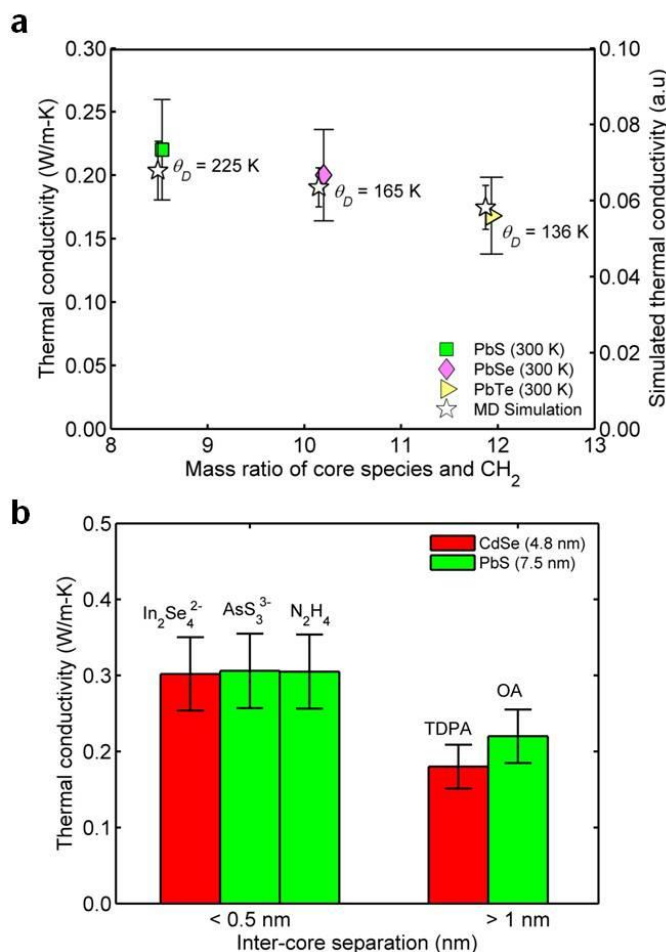 a
0.30
0.25
0.20
0.15
0.10
0.05
0.00
Thermal conductivity (W/m-K)
0.10
0.08
0.06
0.04
0.02
0.00
Simulated thermal conductivity (a.u)
θ_D = 225 K
θ_D = 165 K
θ_D = 136 K
PbS (300 K)
PbSe (300 K)
PbTe (300 K)
MD Simulation
8 9 10 11 12 13
Mass ratio of core species and CH₂
b
0.5
0.4
0.3
0.2
0.1
0.0
Thermal conductivity (W/m-K)
CdSe (4.8 nm)
PbS (7.5 nm)
In₂Se₄²⁻ AsS₃³⁻ N₂H₄
TDPA OA
< 0.5 nm > 1 nm
Inter-core separation (nm)